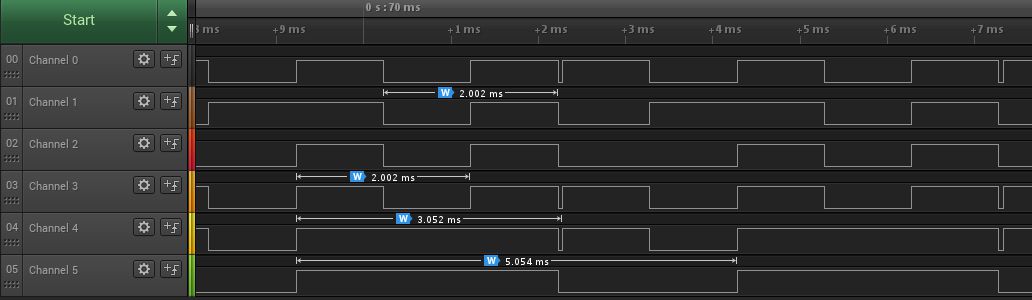 Start
0 s : 70 ms
3 ms +9 ms +1 ms +2 ms +3 ms +4 ms +5 ms +6 ms +7 ms
00 Channel 0
W 2.002 ms
01 Channel 1
02 Channel 2
W 2.002 ms
03 Channel 3
W 3.052 ms
04 Channel 4
W 5.054 ms
05 Channel 5